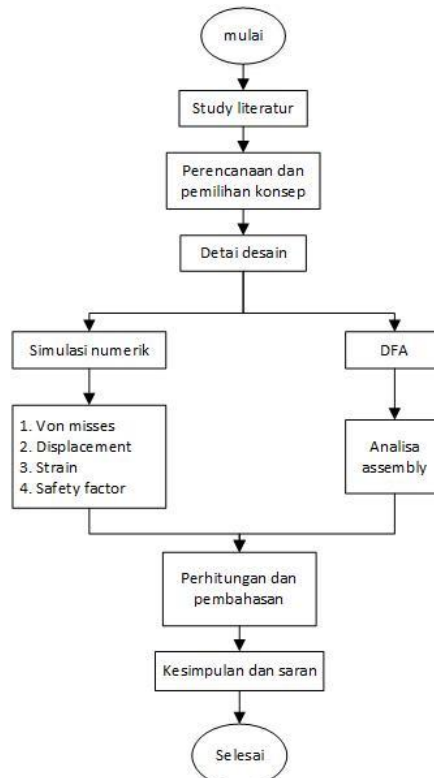 mulai
Study literatur
Perencanaan dan
pemilihan konsep
Detai desain
Simulasi numerik
DFA
1. Von misses
2. Displacement
3. Strain
4. Safety factor
Analisa
assembly
Perhitungan dan
pembahasan
Kesimpulan dan saran
Selesai